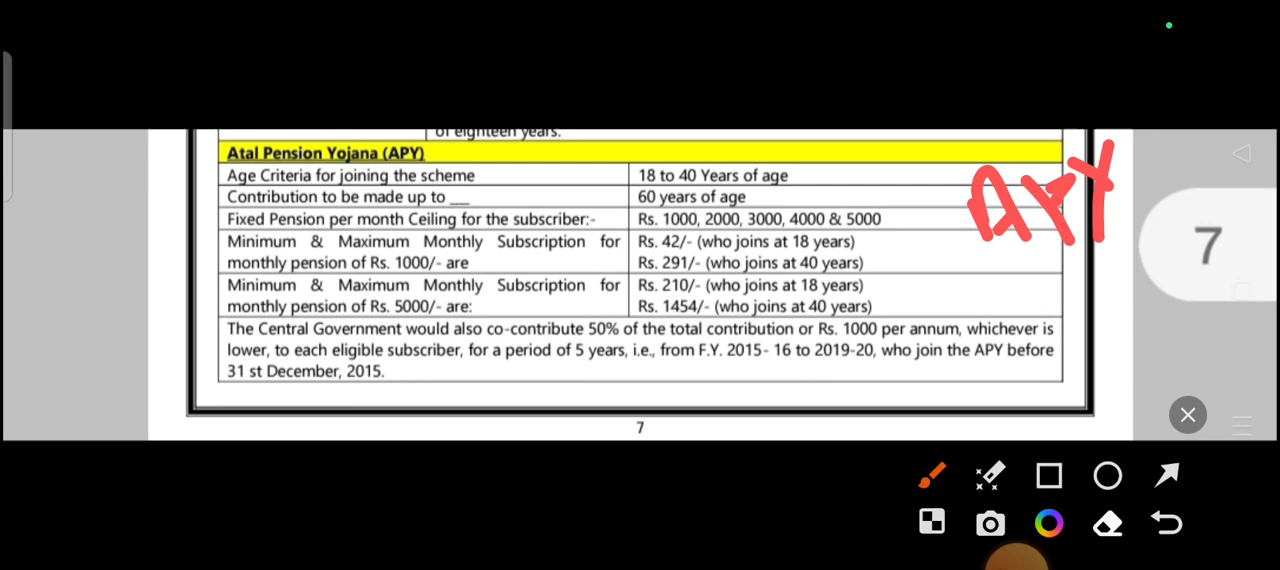 of eighteen years.
Atal Pension Yojana (APY)
Age Criteria for joining the scheme 18 to 40 Years of age
Contribution to be made up to ___ 60 years of age
Fixed Pension per month Ceiling for the subscriber:- Rs. 1000, 2000, 3000, 4000 & 5000
Minimum & Maximum Monthly Subscription for Rs. 42/- (who joins at 18 years)
monthly pension of Rs. 1000/- are Rs. 291/- (who joins at 40 years)
Minimum & Maximum Monthly Subscription for Rs. 210/- (who joins at 18 years)
monthly pension of Rs. 5000/- are: Rs. 1454/- (who joins at 40 years)
The Central Government would also co-contribute 50% of the total contribution or Rs. 1000 per annum, whichever is
lower, to each eligible subscriber, for a period of 5 years, i.e., from F.Y. 2015- 16 to 2019-20, who join the APY before
31 st December, 2015.
7
APY
7